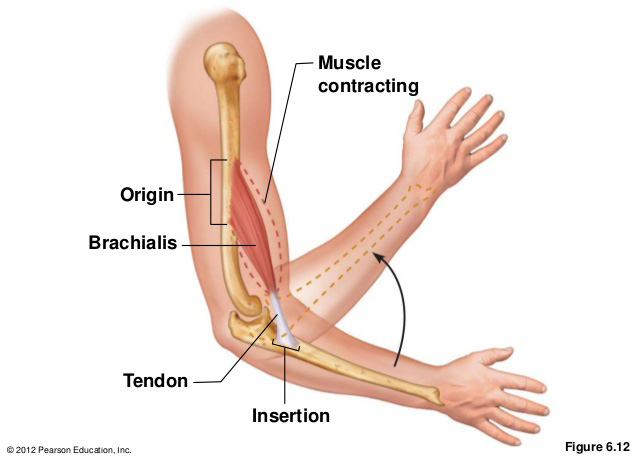 Muscle
contracting
Origin
Brachialis
Tendon
Insertion
© 2012 Pearson Education, Inc.
Figure 6.12